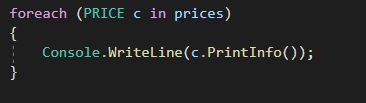 foreach (PRICE c in prices)
{
    Console.WriteLine(c.PrintInfo());
}